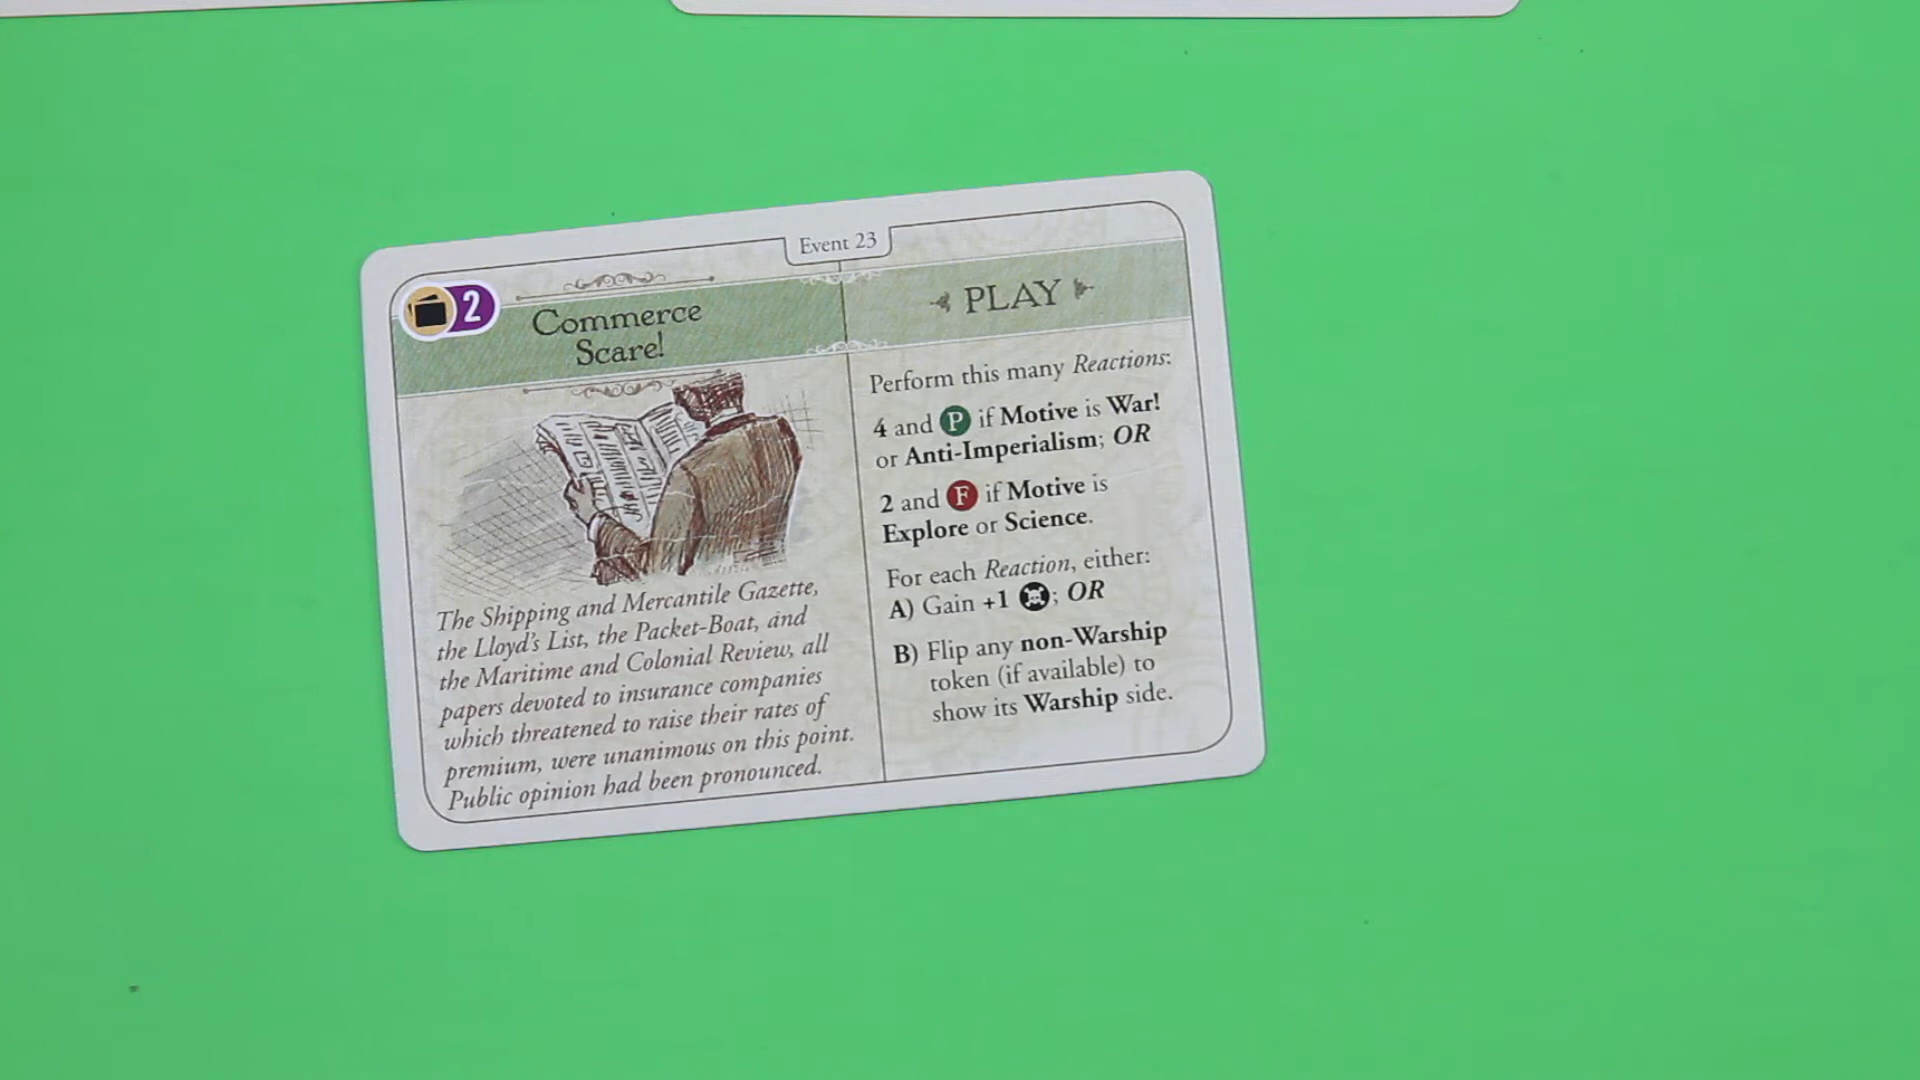 Event 23
2
Commerce
Scare!
The Shipping and Mercantile Gazette,
the Lloyd's List, the Packet-Boat, and
the Maritime and Colonial Review, all
papers devoted to insurance companies
which threatened to raise their rates of
premium, were unanimous on this point.
Public opinion had been pronounced.
PLAY
Perform this many Reactions:
4 and P if Motive is War!
or Anti-Imperialism; OR
2 and F if Motive is
Explore or Science.
For each Reaction, either:
A) Gain +1 ; OR
B) Flip any non-Warship
token (if available) to
show its Warship side.